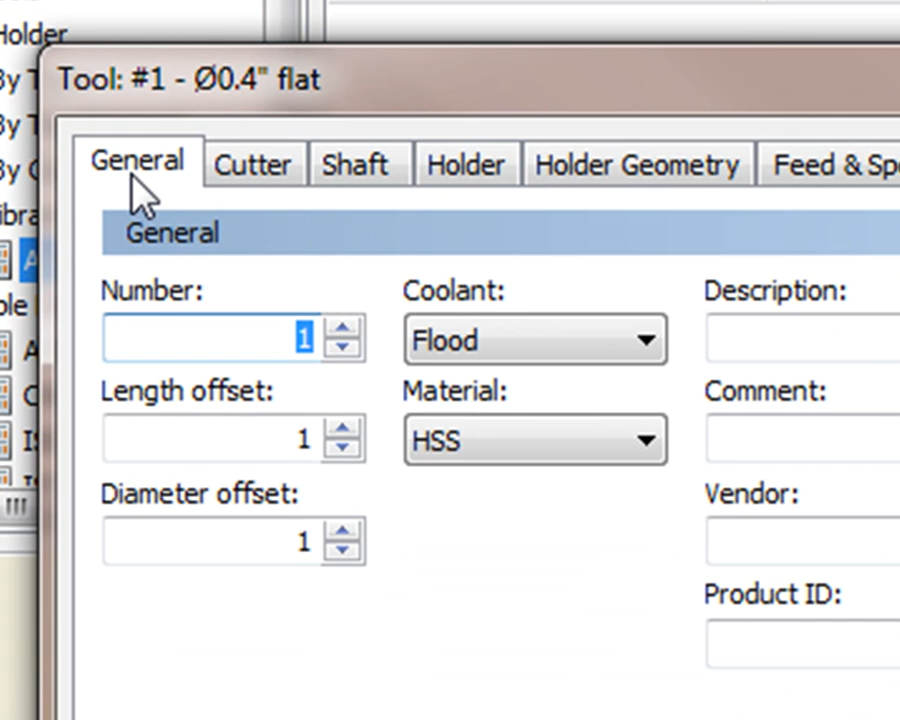 Holder
Tool: #1 - Ø0.4" flat
General Cutter Shaft Holder Holder Geometry Feed &
General
Number: Coolant: Description:
1 Flood
Length offset: Material: Comment:
1 HSS
Diameter offset: Vendor:
1
Product ID: